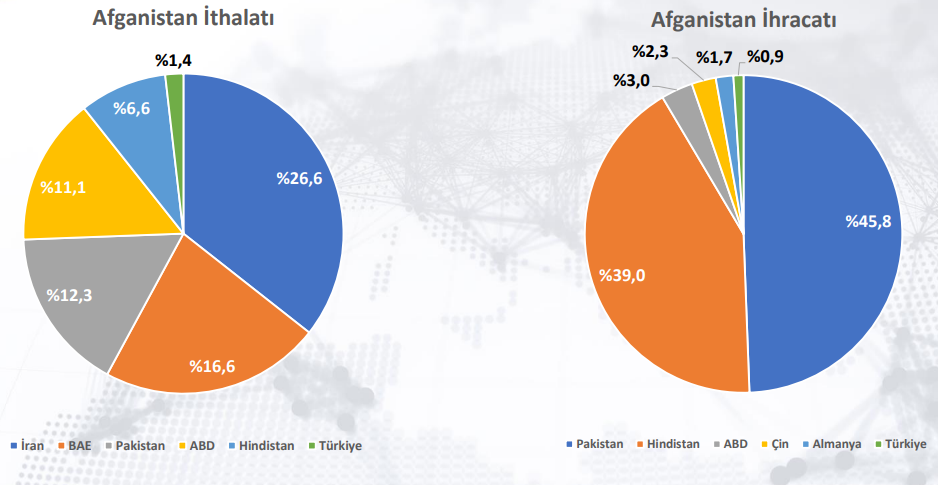 Afganistan İthalatı
%1,4
%6,6
%26,6
%11,1
%12,3
%16,6
İran BAE Pakistan ABD Hindistan Türkiye
Afganistan İhracatı
%2,3 %1,7 %0,9
%3,0
%45,8
%39,0
Pakistan Hindistan ABD Çin Almanya Türkiye